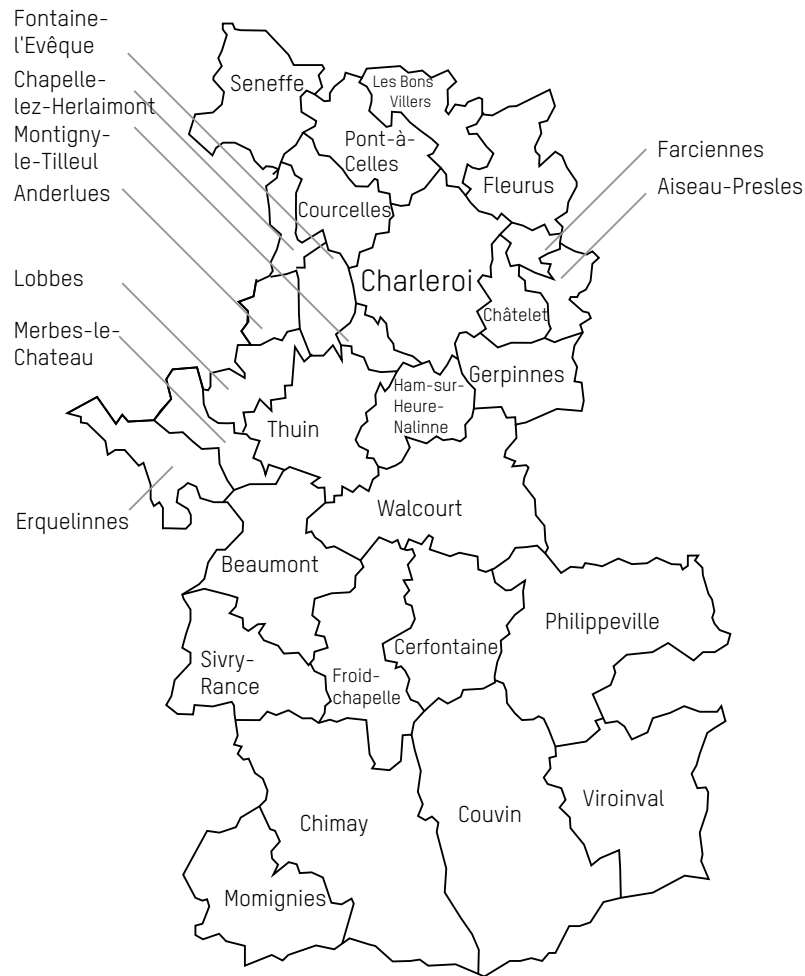 Fontaine-
l'Evêque
Chapelle-
lez-Herlaimont
Montigny-
le-Tilleul
Anderlues
Lobbes
Merbes-le-
Chateau
Erquelinnes
Seneffe
Les Bons
Villers
Pont-à-
Celles
Fleurus
Farciennes
Aiseau-Presles
Courcelles
Charleroi
Châtelet
Gerpinnes
Ham-sur-
Heure-
Nalinne
Thuin
Walcourt
Beaumont
Philippeville
Cerfontaine
Sivry-
Rance
Froid-
chapelle
Viroinval
Couvin
Chimay
Momignies